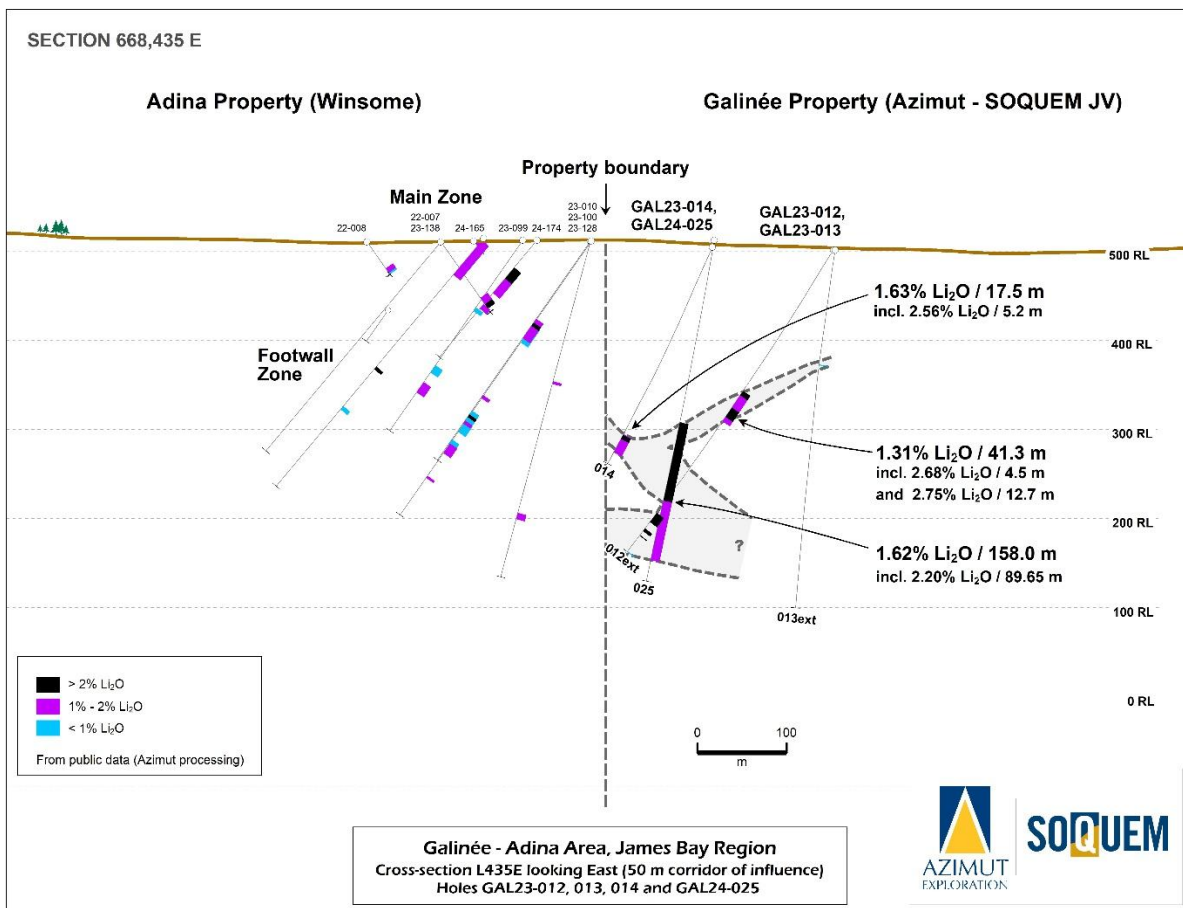 SECTION 668,435 E
Adina Property (Winsome)
Galinée Property (Azimut - SOQUEM JV)
Property boundary
Main Zone
22-008
22-007
23-138
24-165
23-099
24-174
23-010
23-100
23-128
GAL23-014,
GAL24-025
GAL23-012,
GAL23-013
500 RL
1.63% Li₂O / 17.5 m
incl. 2.56% Li₂O / 5.2 m
400 RL
Footwall
Zone
300 RL
1.31% Li₂O / 41.3 m
incl. 2.68% Li₂O / 4.5 m
and 2.75% Li₂O / 12.7 m
014
200 RL
?
1.62% Li₂O / 158.0 m
incl. 2.20% Li₂O / 89.65 m
012ext
025
013ext
100 RL
> 2% Li₂O
1% - 2% Li₂O
< 1% Li₂O
From public data (Azimut processing)
0 RL
0 100
m
Galinée - Adina Area, James Bay Region
Cross-section L435E looking East (50 m corridor of influence)
Holes GAL23-012, 013, 014 and GAL24-025
AZIMUT
EXPLORATION
SOQUEM